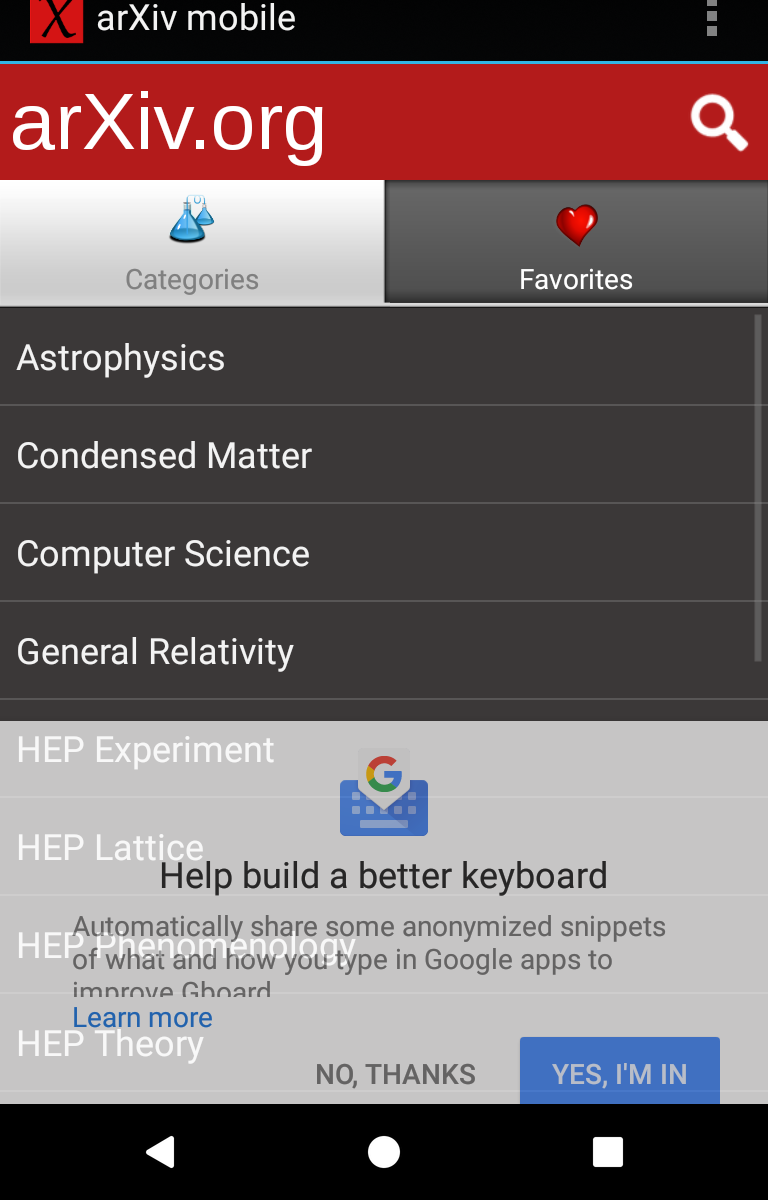 arXiv mobile
arXiv.org
Categories
Favorites
Astrophysics
Condensed Matter
Computer Science
General Relativity
HEP Experiment
HEP Lattice
Help build a better keyboard
Automatically share some anonymized snippets
HEP Phenomenology
of what and how you type in Google apps to
improve Gboard
Learn more
HEP Theory
NO, THANKS
YES, I'M IN